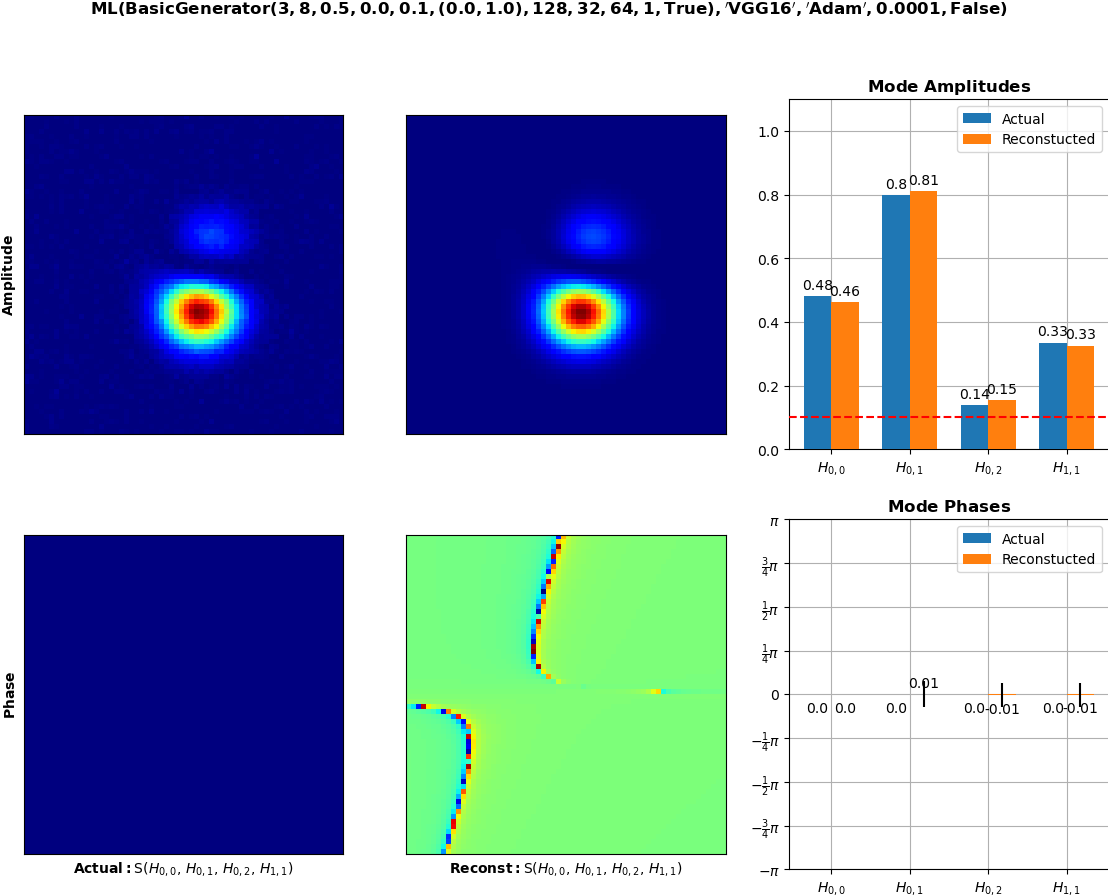 ML(BasicGenerator(3, 8, 0.5, 0.0, 0.1, (0.0, 1.0), 128, 32, 64, 1, True), ′VGG16′, ′Adam′, 0.0001, False)
Amplitude
Mode Amplitudes
Actual
Reconstucted
1.0
0.8
0.6
0.4
0.2
0.0
0.48
0.46
0.8
0.81
0.14
0.15
0.33
0.33
H0,0
H0,1
H0,2
H1,1
Phase
Actual: S(H0,0, H0,1, H0,2, H1,1)
Reconst: S(H0,0, H0,1, H0,2, H1,1)
Mode Phases
Actual
Reconstucted
π
3/4π
1/2π
1/4π
0
−1/4π
−1/2π
−3/4π
−π
0.0
0.0
0.0
0.01
0.0
-0.01
0.0
-0.01
H0,0
H0,1
H0,2
H1,1